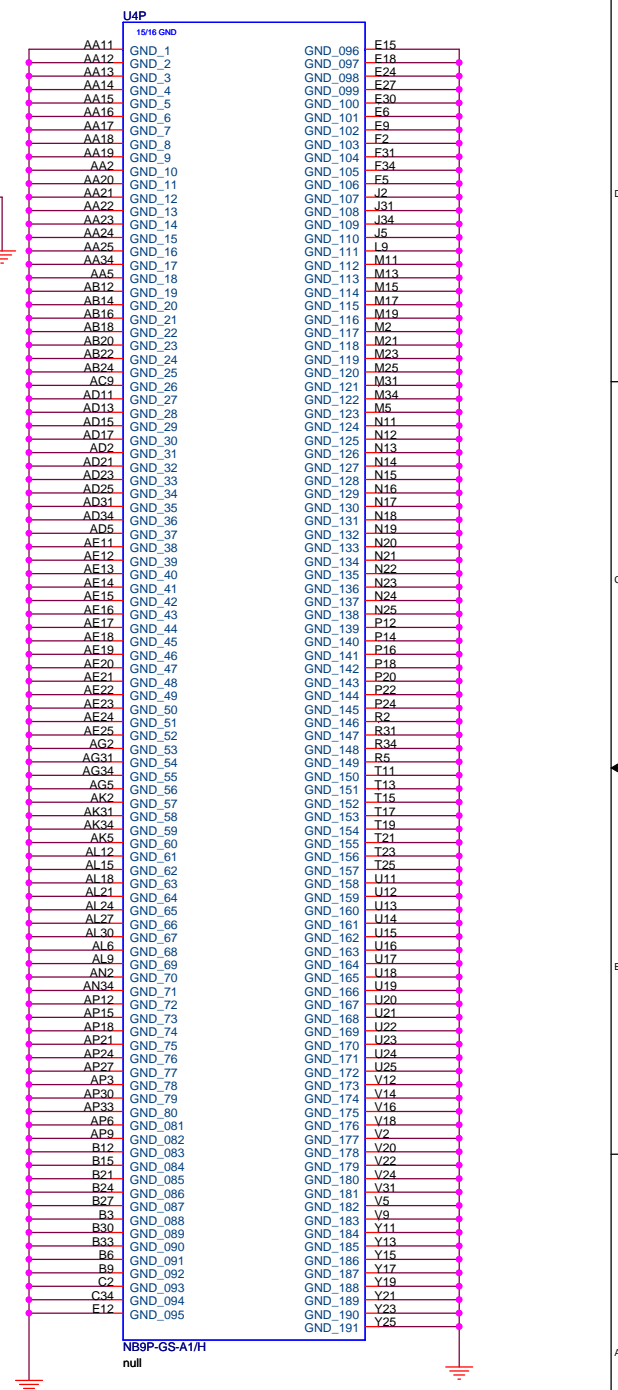 U4P
15/16 GND
AA11 GND_1 GND_096 E15
AA12 GND_2 GND_097 E18
AA13 GND_3 GND_098 E24
AA14 GND_4 GND_099 E27
AA15 GND_5 GND_100 E30
AA16 GND_6 GND_101 E6
AA17 GND_7 GND_102 E9
AA18 GND_8 GND_103 F2
AA19 GND_9 GND_104 F31
AA2 GND_10 GND_105 F34
AA20 GND_11 GND_106 F5
AA21 GND_12 GND_107 J2
AA22 GND_13 GND_108 J31
AA23 GND_14 GND_109 J34
AA24 GND_15 GND_110 J5
AA25 GND_16 GND_111 L9
AA34 GND_17 GND_112 M11
AA5 GND_18 GND_113 M13
AB12 GND_19 GND_114 M15
AB14 GND_20 GND_115 M17
AB16 GND_21 GND_116 M19
AB18 GND_22 GND_117 M2
AB20 GND_23 GND_118 M21
AB22 GND_24 GND_119 M23
AB24 GND_25 GND_120 M25
AC9 GND_26 GND_121 M31
AD11 GND_27 GND_122 M34
AD13 GND_28 GND_123 M5
AD15 GND_29 GND_124 N11
AD17 GND_30 GND_125 N12
AD2 GND_31 GND_126 N13
AD21 GND_32 GND_127 N14
AD23 GND_33 GND_128 N15
AD25 GND_34 GND_129 N16
AD31 GND_35 GND_130 N17
AD34 GND_36 GND_131 N18
AD5 GND_37 GND_132 N19
AE11 GND_38 GND_133 N20
AE12 GND_39 GND_134 N21
AE13 GND_40 GND_135 N22
AE14 GND_41 GND_136 N23
AE15 GND_42 GND_137 N24
AE16 GND_43 GND_138 N25
AE17 GND_44 GND_139 P12
AE18 GND_45 GND_140 P14
AE19 GND_46 GND_141 P16
AE20 GND_47 GND_142 P18
AE21 GND_48 GND_143 P20
AE22 GND_49 GND_144 P22
AE23 GND_50 GND_145 P24
AE24 GND_51 GND_146 R2
AE25 GND_52 GND_147 R31
AG2 GND_53 GND_148 R34
AG31 GND_54 GND_149 R5
AG34 GND_55 GND_150 T11
AG5 GND_56 GND_151 T13
AK2 GND_57 GND_152 T15
AK31 GND_58 GND_153 T17
AK34 GND_59 GND_154 T19
AK5 GND_60 GND_155 T21
AL12 GND_61 GND_156 T23
AL15 GND_62 GND_157 T25
AL18 GND_63 GND_158 U11
AL21 GND_64 GND_159 U12
AL24 GND_65 GND_160 U13
AL27 GND_66 GND_161 U14
AL30 GND_67 GND_162 U15
AL6 GND_68 GND_163 U16
AL9 GND_69 GND_164 U17
AN2 GND_70 GND_165 U18
AN34 GND_71 GND_166 U19
AP12 GND_72 GND_167 U20
AP15 GND_73 GND_168 U21
AP18 GND_74 GND_169 U22
AP21 GND_75 GND_170 U23
AP24 GND_76 GND_171 U24
AP27 GND_77 GND_172 U25
AP3 GND_78 GND_173 V12
AP30 GND_79 GND_174 V14
AP33 GND_80 GND_175 V16
AP6 GND_081 GND_176 V18
AP9 GND_082 GND_177 V2
B12 GND_083 GND_178 V20
B15 GND_084 GND_179 V22
B21 GND_085 GND_180 V24
B24 GND_086 GND_181 V31
B27 GND_087 GND_182 V5
B3 GND_088 GND_183 V9
B30 GND_089 GND_184 Y11
B33 GND_090 GND_185 Y13
B6 GND_091 GND_186 Y15
B9 GND_092 GND_187 Y17
C2 GND_093 GND_188 Y19
C34 GND_094 GND_189 Y21
E12 GND_095 GND_190 Y23
GND_191 Y25
NB9P-GS-A1/H
null